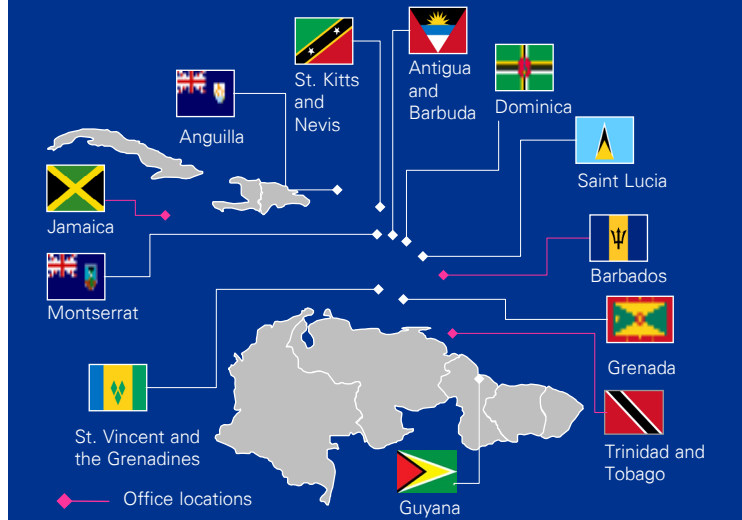 St. Kitts
and
Nevis
Antigua
and
Barbuda
Dominica
Anguilla
Saint Lucia
Jamaica
Barbados
Montserrat
Grenada
St. Vincent and
the Grenadines
Trinidad and
Tobago
Office locations
Guyana